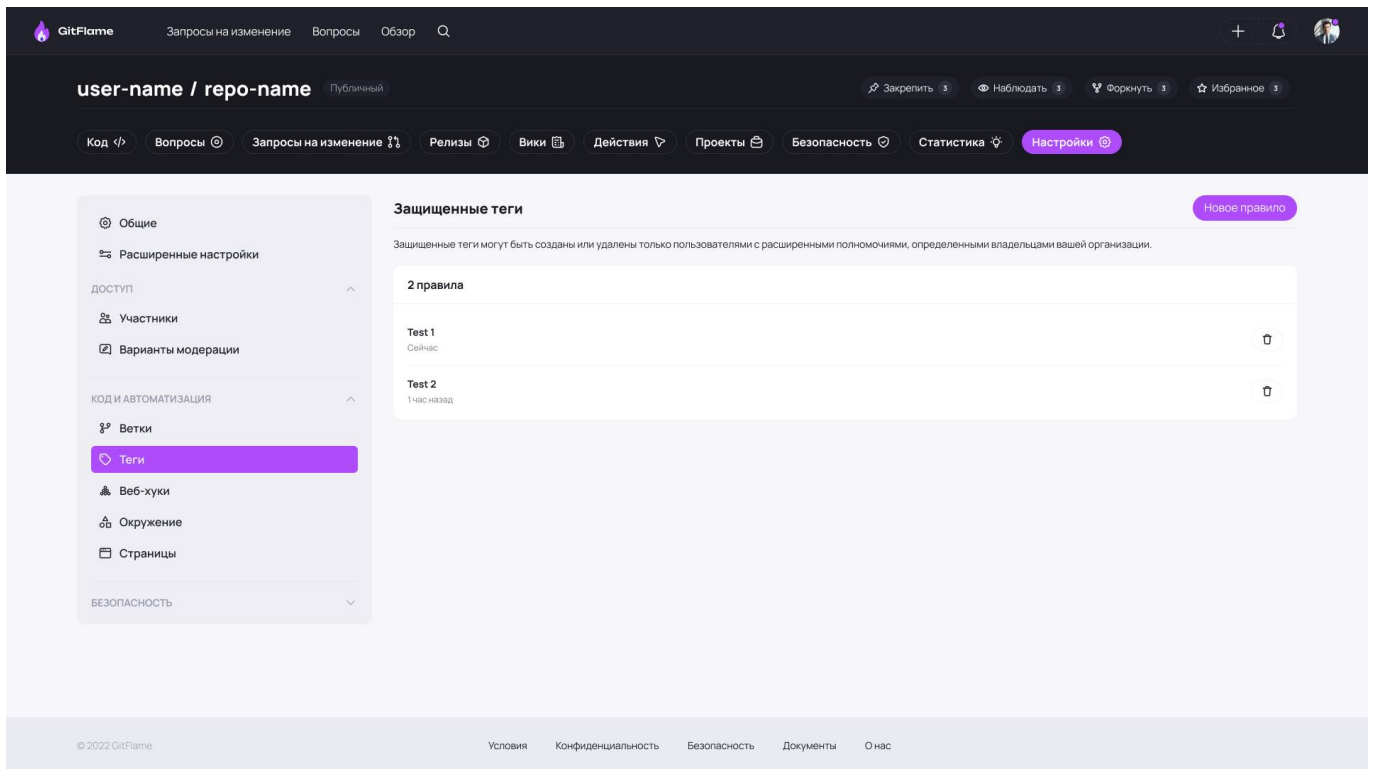 GitFlame Запросы на изменение Вопросы Обзор
user-name / repo-name Публичный Закрепить 3 Наблюдать 3 Форкнуть 3 Избранное 3
Код Вопросы Запросы на изменение Релизы Вики Действия Проекты Безопасность Статистика Настройки
Общие
Расширенные настройки
ДОСТУП
Участники
Варианты модерации
КОД И АВТОМАТИЗАЦИЯ
Ветки
Теги
Веб-хуки
Окружение
Страницы
БЕЗОПАСНОСТЬ
Защищенные теги Новое правило
Защищенные теги могут быть созданы или удалены только пользователями с расширенными полномочиями, определенными владельцами вашей организации.
2 правила
Test 1
Сейчас
Test 2
1 час назад
© 2022 GitFlame Условия Конфиденциальность Безопасность Документы О нас